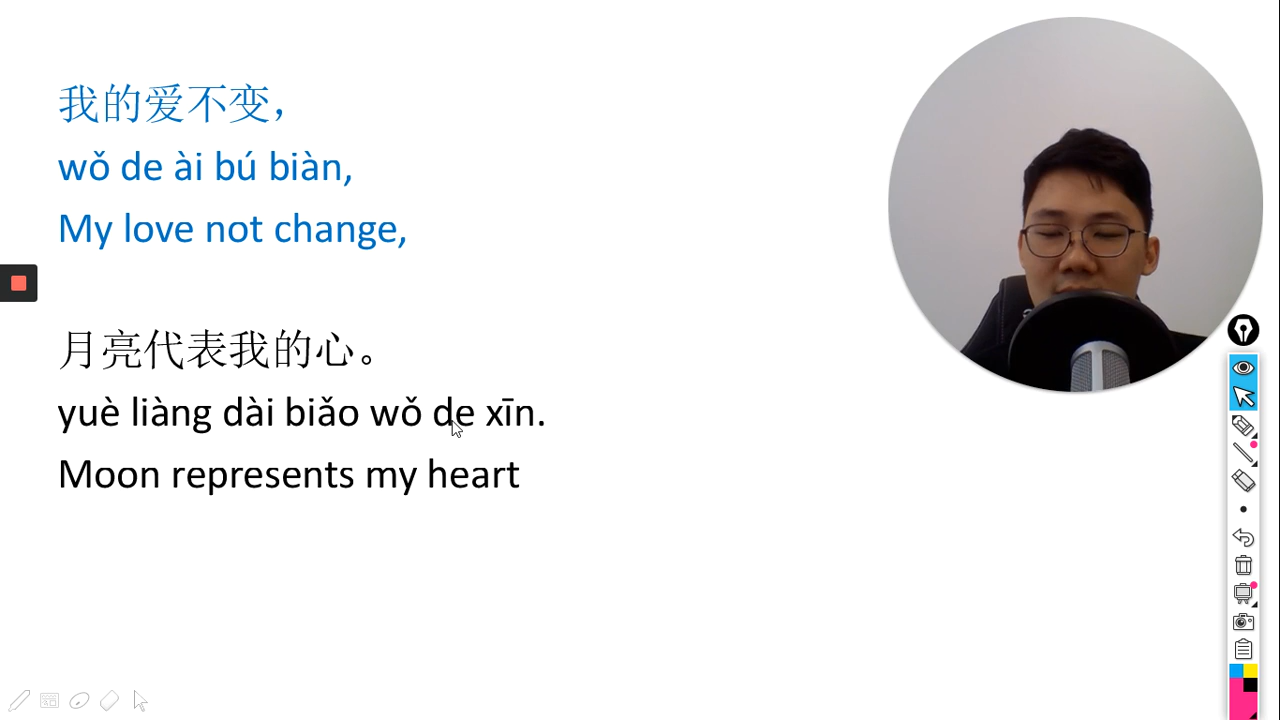 我的爱不变，
wǒ de ài bú biàn,
My love not change,
月亮代表我的心。
yuè liàng dài biǎo wǒ de xīn.
Moon represents my heart